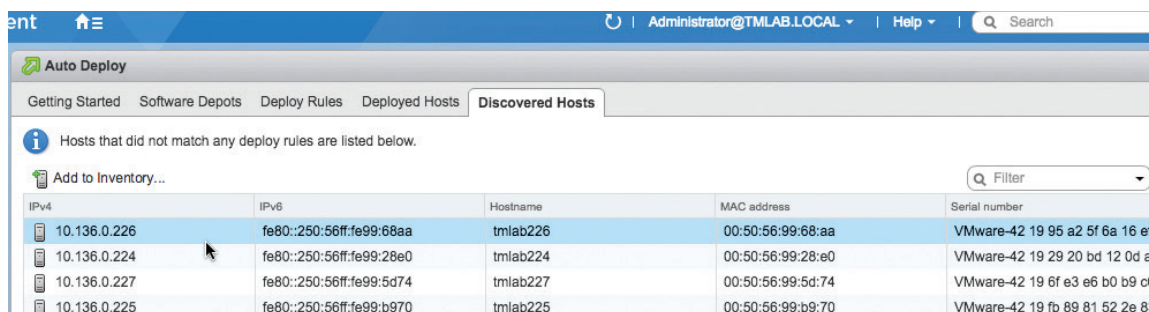 ent
Administrator@TMLAB.LOCAL | Help | Search
Auto Deploy
Getting Started Software Depots Deploy Rules Deployed Hosts Discovered Hosts
Hosts that did not match any deploy rules are listed below.
Add to Inventory... Filter
IPv4 IPv6 Hostname MAC address Serial number
10.136.0.226 fe80::250:56ff:fe99:68aa tmlab226 00:50:56:99:68:aa VMware-42 19 95 a2 5f 6a 16 e
10.136.0.224 fe80::250:56ff:fe99:28e0 tmlab224 00:50:56:99:28:e0 VMware-42 19 29 20 bd 12 0d a
10.136.0.227 fe80::250:56ff:fe99:5d74 tmlab227 00:50:56:99:5d:74 VMware-42 19 6f e3 e6 b0 b9 c
10.136.0.225 fe80::250:56ff:fe99:b970 tmlab225 00:50:56:99:b9:70 VMware-42 19 fb 89 81 52 2e 8